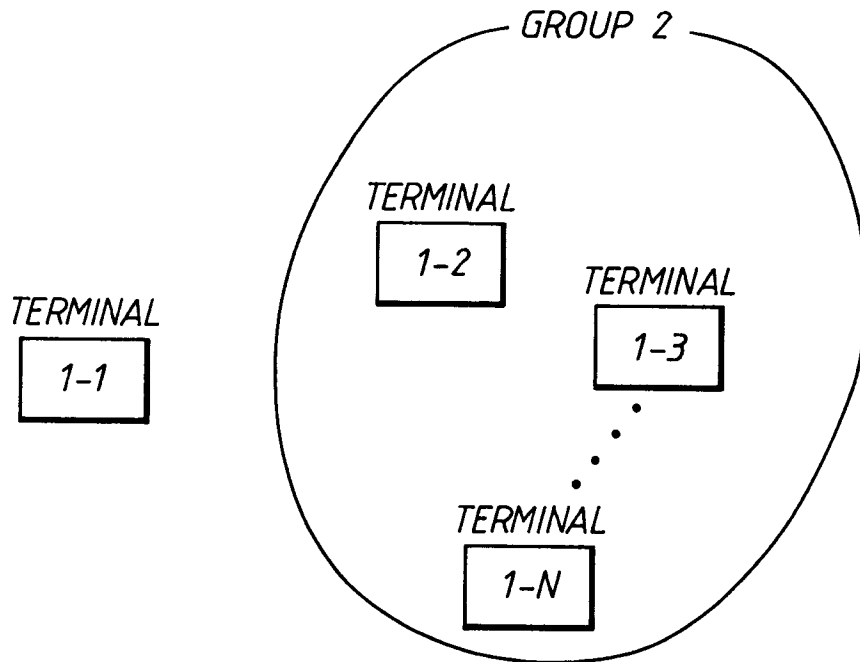 GROUP 2
TERMINAL
1-2
TERMINAL
1-3
TERMINAL
1-1
TERMINAL
1-N